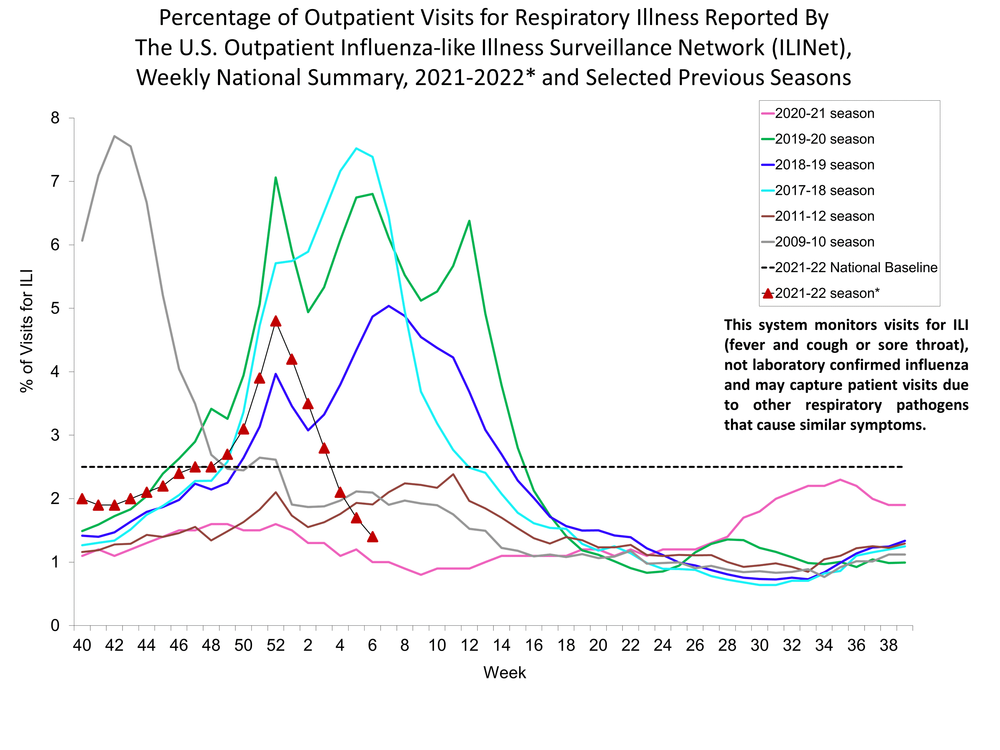 Percentage of Outpatient Visits for Respiratory Illness Reported By
The U.S. Outpatient Influenza-like Illness Surveillance Network (ILINet),
Weekly National Summary, 2021-2022* and Selected Previous Seasons
2020-21 season
2019-20 season
2018-19 season
2017-18 season
2011-12 season
2009-10 season
2021-22 National Baseline
2021-22 season*
This system monitors visits for ILI
(fever and cough or sore throat),
not laboratory confirmed influenza
and may capture patient visits due
to other respiratory pathogens
that cause similar symptoms.
% of Visits for ILI
8
7
6
5
4
3
2
1
0
40 42 44 46 48 50 52 2 4 6 8 10 12 14 16 18 20 22 24 26 28 30 32 34 36 38
Week